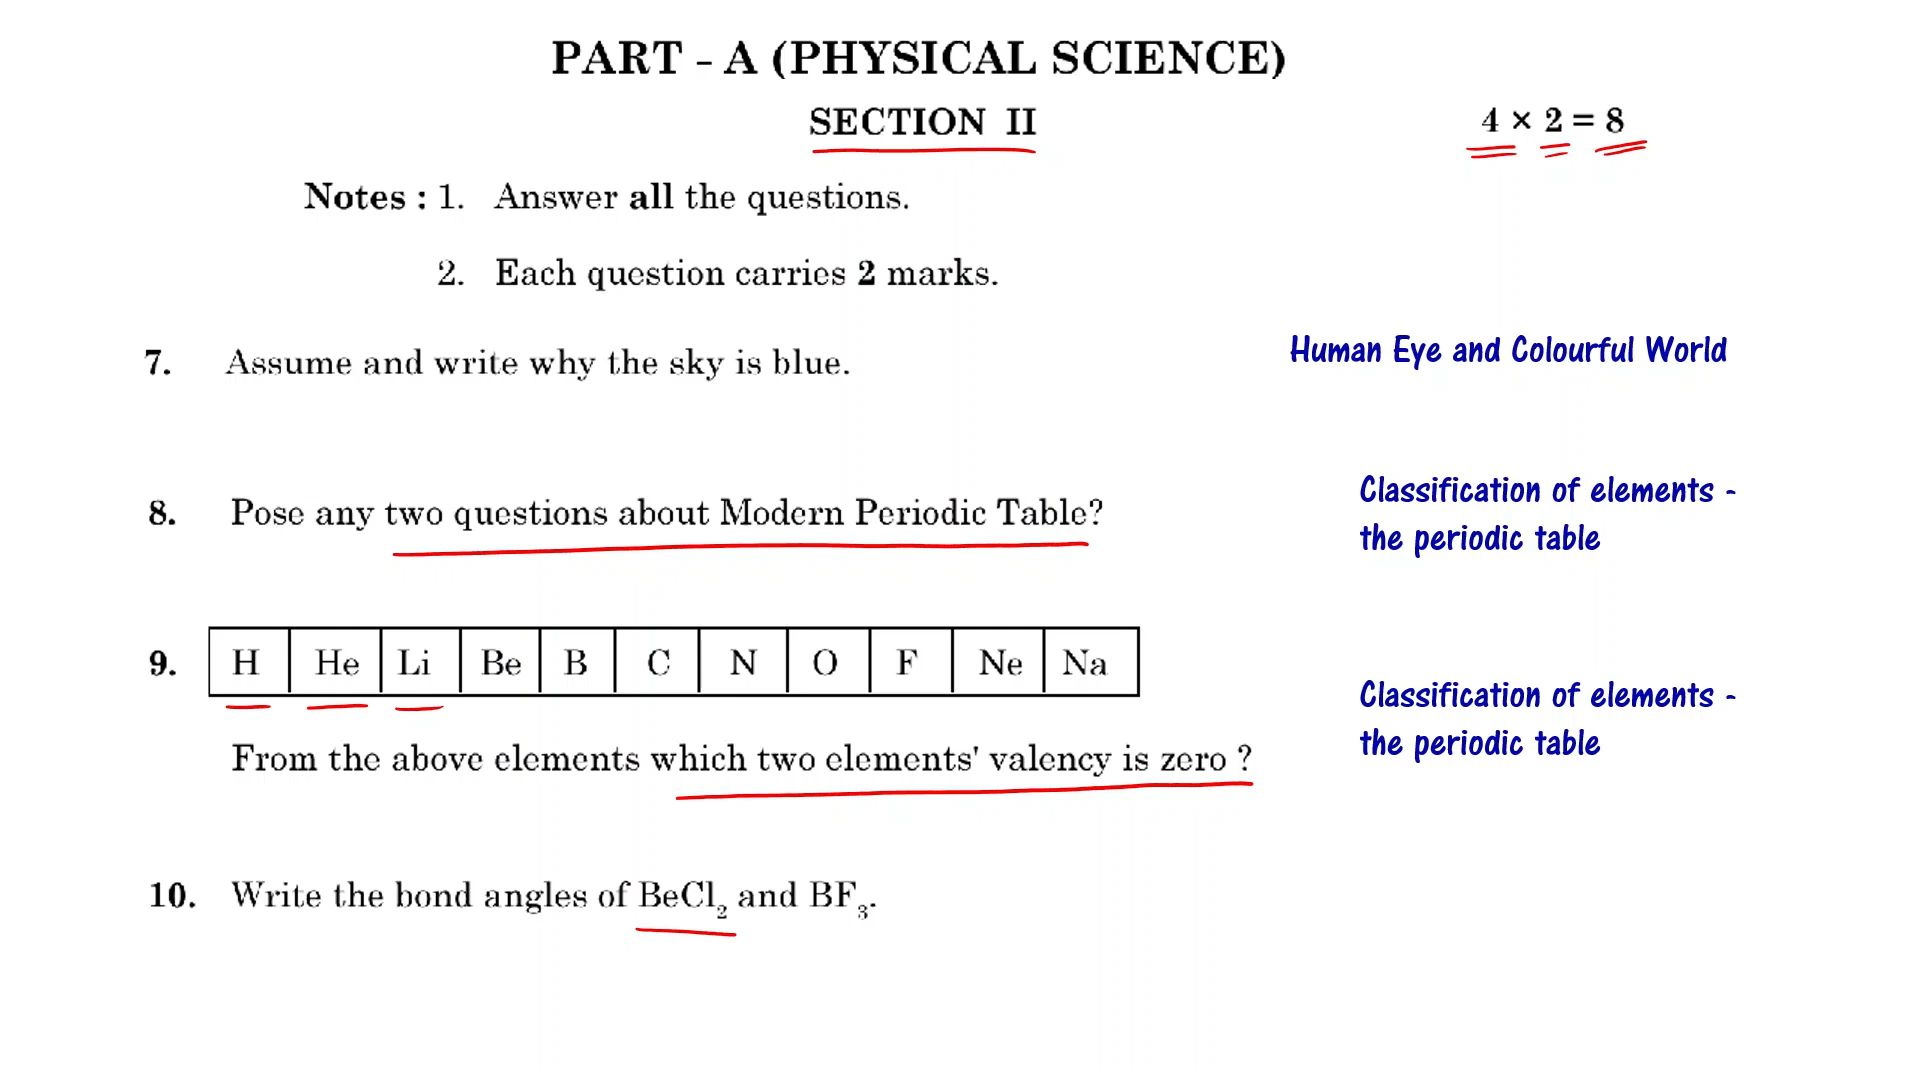 PART - A (PHYSICAL SCIENCE)
SECTION II
4 × 2 = 8
Notes : 1. Answer all the questions.
2. Each question carries 2 marks.
7. Assume and write why the sky is blue.
Human Eye and Colourful World
8. Pose any two questions about Modern Periodic Table?
Classification of elements -
the periodic table
9. H He Li Be B C N O F Ne Na
From the above elements which two elements' valency is zero ?
Classification of elements -
the periodic table
10. Write the bond angles of BeCl₂ and BF₃.